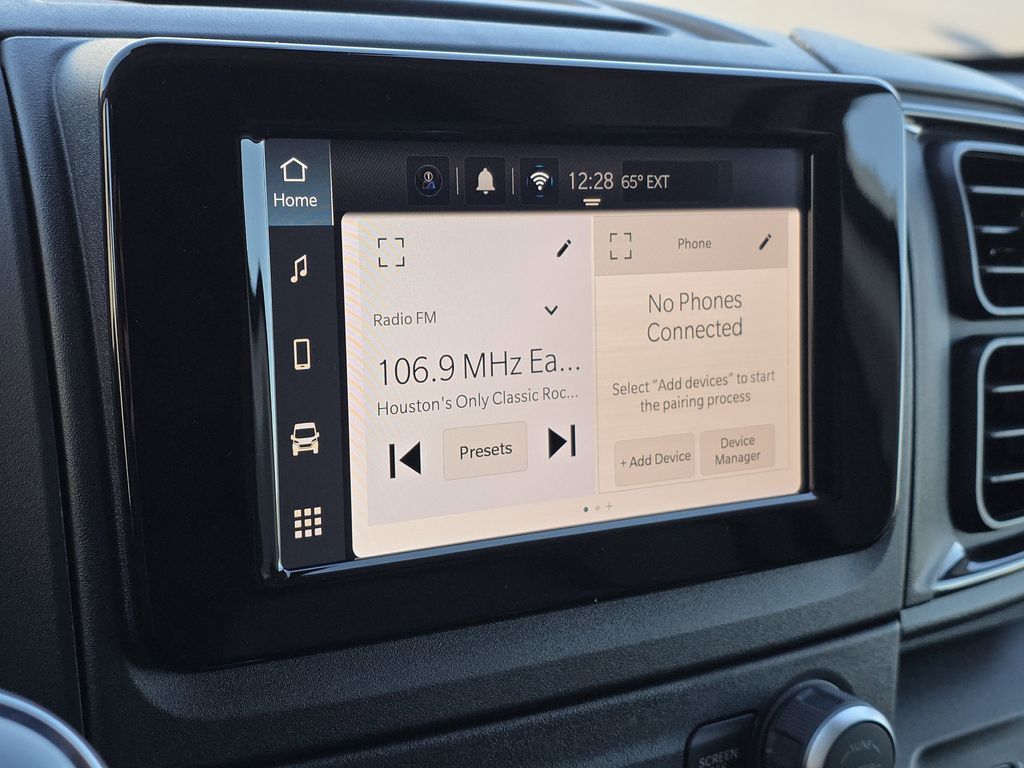 Home
12:28 65° EXT
Radio FM
106.9 MHz Ea...
Houston's Only Classic Roc...
Presets
Phone
No Phones
Connected
Select "Add devices" to start
the pairing process
+ Add Device
Device
Manager
SCREEN
TUNE